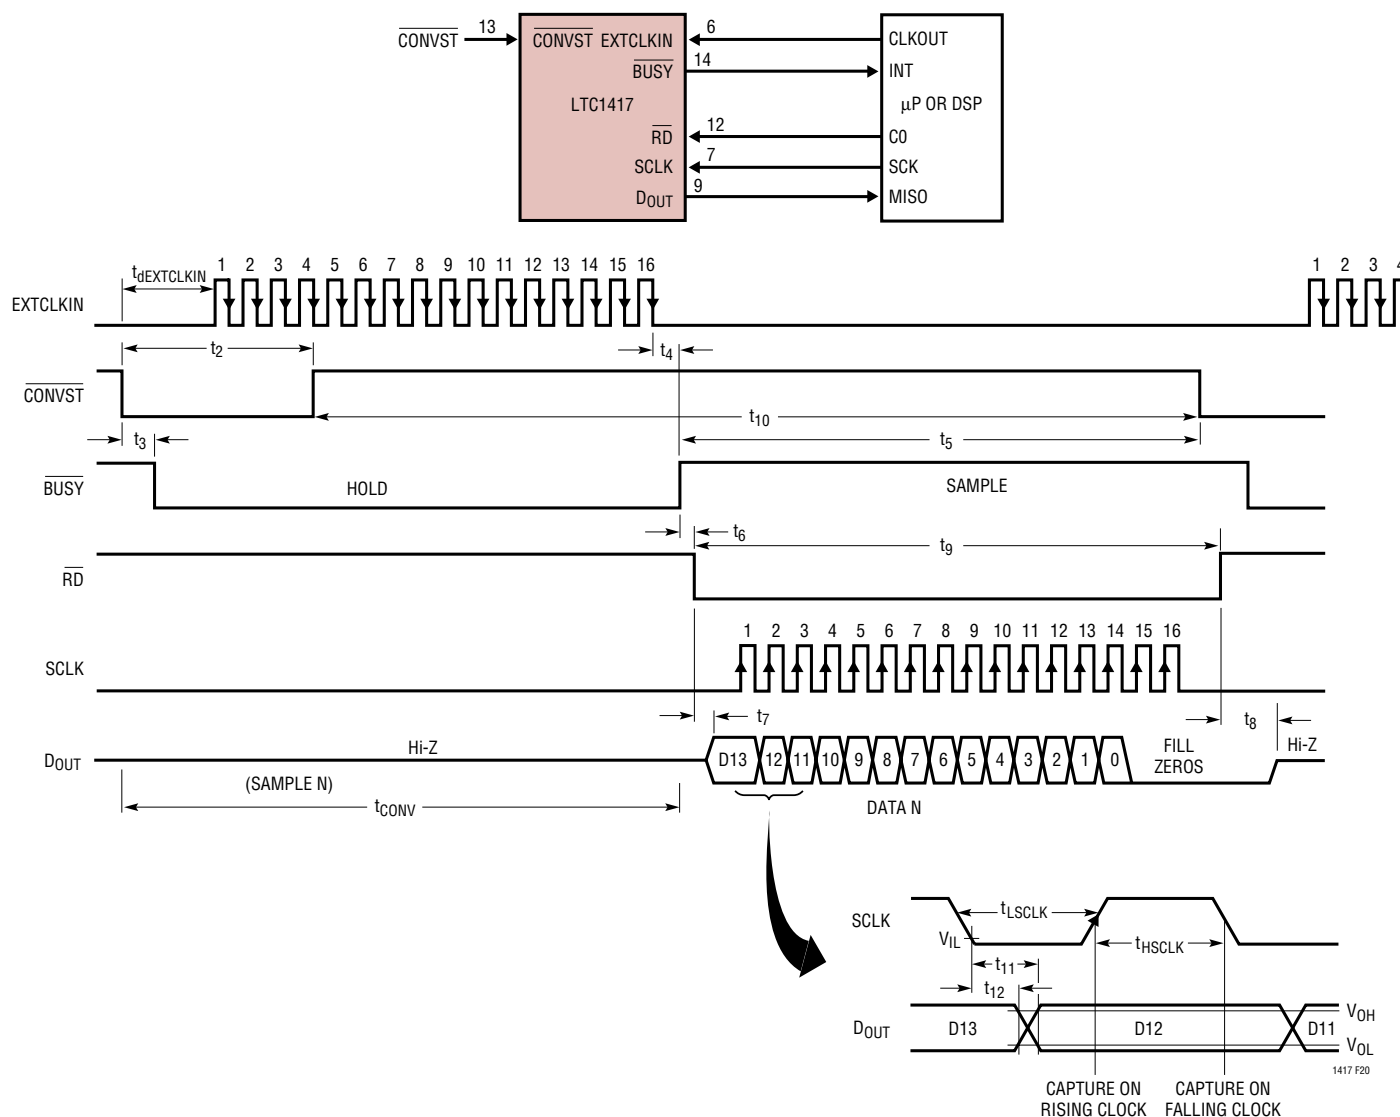 CONVST 13 CONVST EXTCLKIN 6 CLKOUT
BUSY 14 INT
LTC1417 µP OR DSP
RD 12 C0
SCLK 7 SCK
DOUT 9 MISO
tdEXTCLKIN 1 2 3 4 5 6 7 8 9 10 11 12 13 14 15 16 1 2 3 4
EXTCLKIN
t2 t4
CONVST
t10
t3 t5
BUSY HOLD SAMPLE
t6
t9
RD
1 2 3 4 5 6 7 8 9 10 11 12 13 14 15 16
SCLK
t7 t8
DOUT Hi-Z D13 12 11 10 9 8 7 6 5 4 3 2 1 0 FILL ZEROS Hi-Z
(SAMPLE N)
tCONV DATA N
SCLK tLSCLK
VIL tHSCLK
t11
t12
DOUT D13 D12 D11 VOH
VOL
1417 F20
CAPTURE ON CAPTURE ON
RISING CLOCK FALLING CLOCK